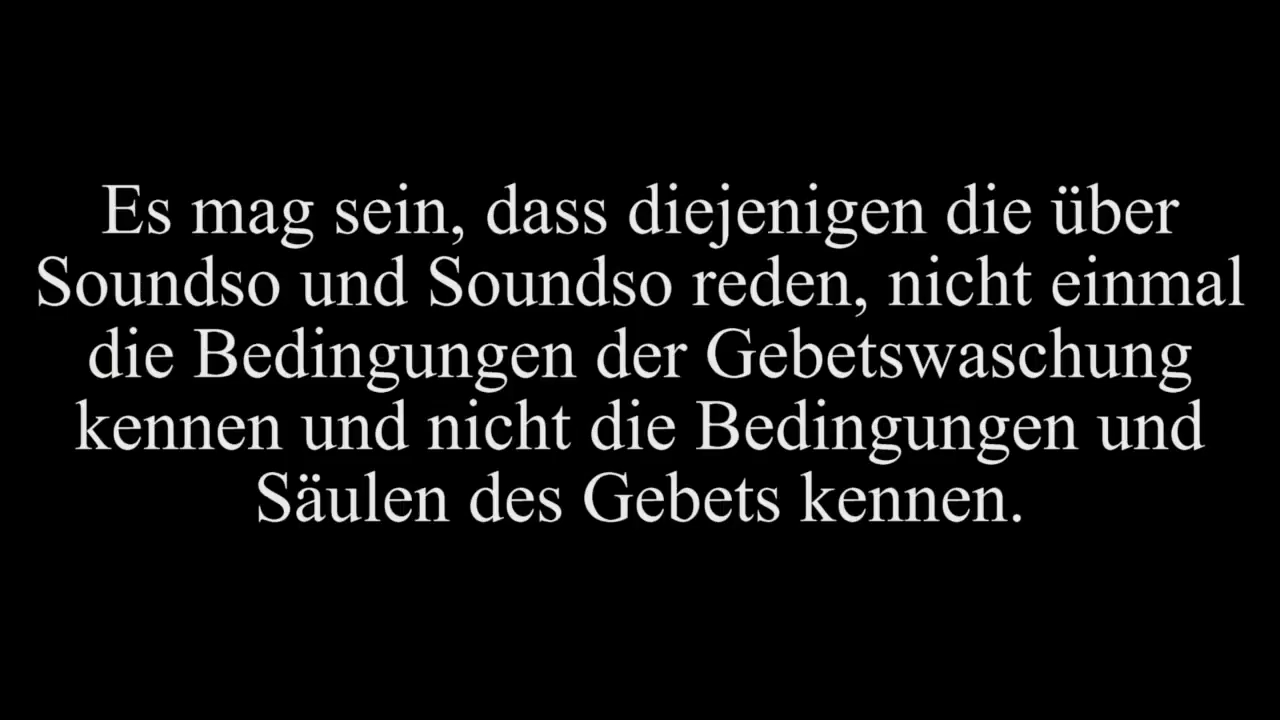 Es mag sein, dass diejenigen die über
Soundso und Soundso reden, nicht einmal
die Bedingungen der Gebetswaschung
kennen und nicht die Bedingungen und
Säulen des Gebets kennen.